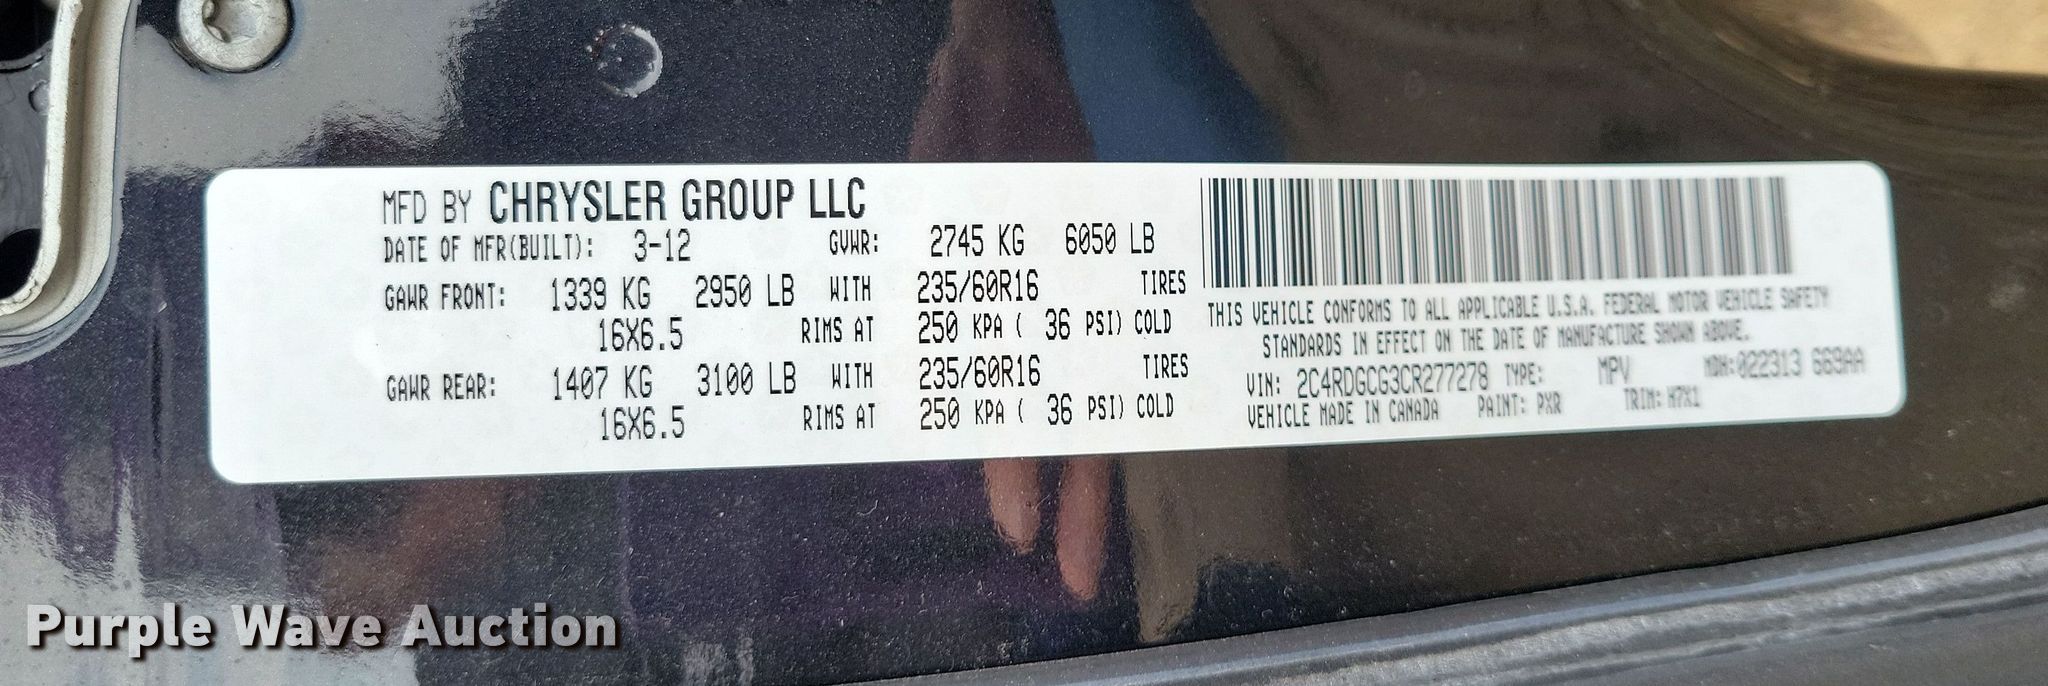 MFD BY CHRYSLER GROUP LLC
DATE OF MFR(BUILT): 3-12 GVWR: 2745 KG 6050 LB
GAWR FRONT: 1339 KG 2950 LB WITH 235/60R16 TIRES
16X6.5 RIMS AT 250 KPA ( 36 PSI) COLD
GAWR REAR: 1407 KG 3100 LB WITH 235/60R16 TIRES
16X6.5 RIMS AT 250 KPA ( 36 PSI) COLD
THIS VEHICLE CONFORMS TO ALL APPLICABLE U.S.A. FEDERAL MOTOR VEHICLE SAFETY
STANDARDS IN EFFECT ON THE DATE OF MANUFACTURE SHOWN ABOVE.
VIN: 2C4RDGCG3CR277278 TYPE: MPV MDH:022313 669AA
VEHICLE MADE IN CANADA PAINT: PXR TRIM: H7X1
Purple Wave Auction